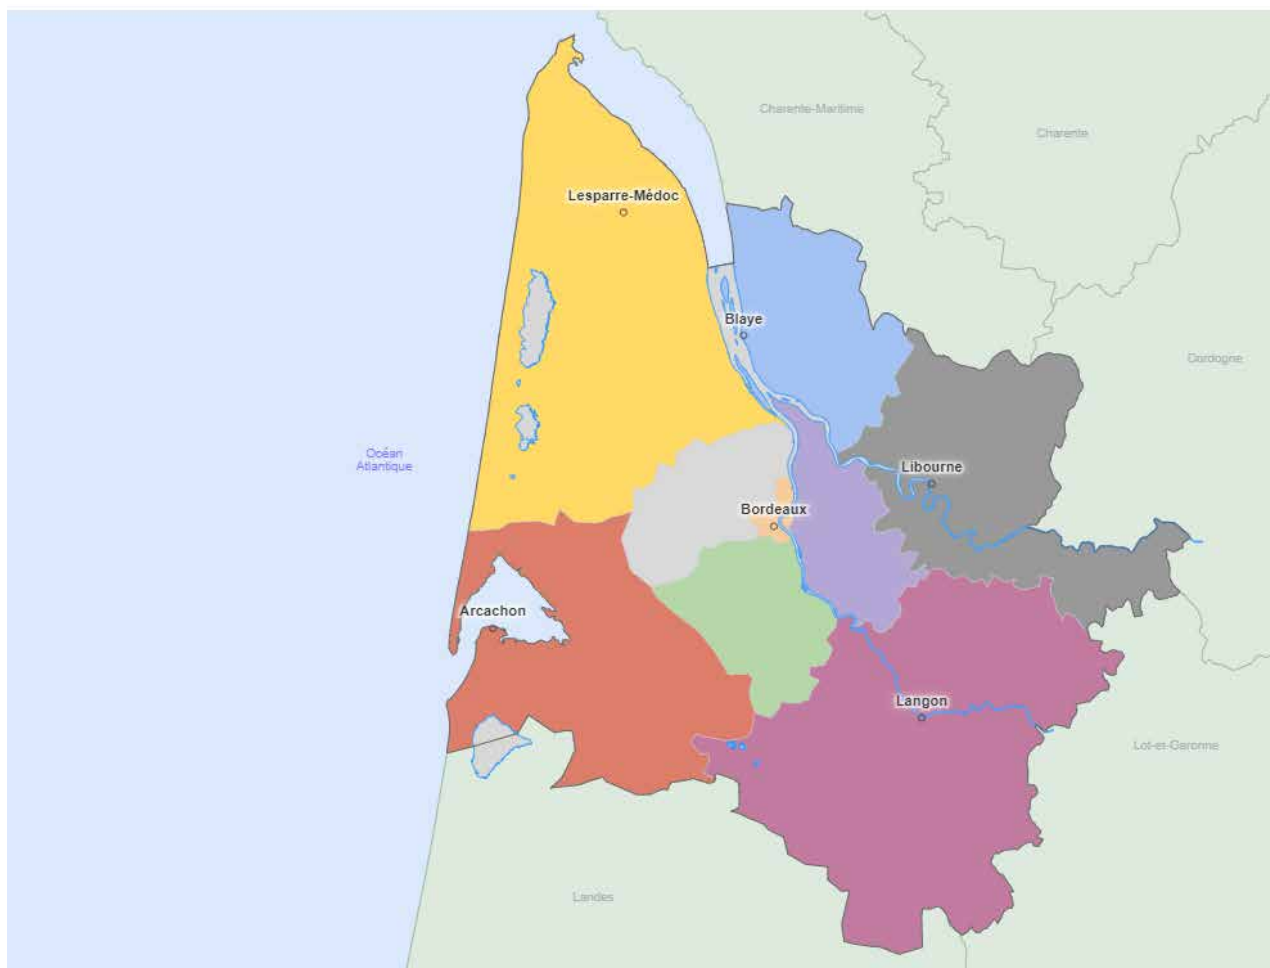 Charente-Maritime
Charente
Lesparre-Médoc
Blaye
Dordogne
Océan
Atlantique
Libourne
Bordeaux
Arcachon
Langon
Lot-et-Garonne
Landes